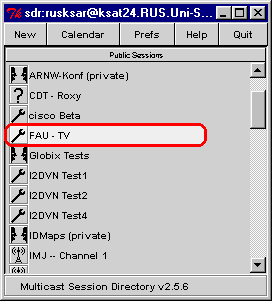 sdr:rusksar@ksat24.RUS.Uni-S...
New Calendar Prefs Help Quit
Public Sessions
ARNW-Konf (private)
CDT - Roxy
cisco Beta
FAU - TV
Globix Tests
I2DVN Test1
I2DVN Test2
I2DVN Test4
IDMaps (private)
IMJ -- Channel 1
Multicast Session Directory v2.5.6